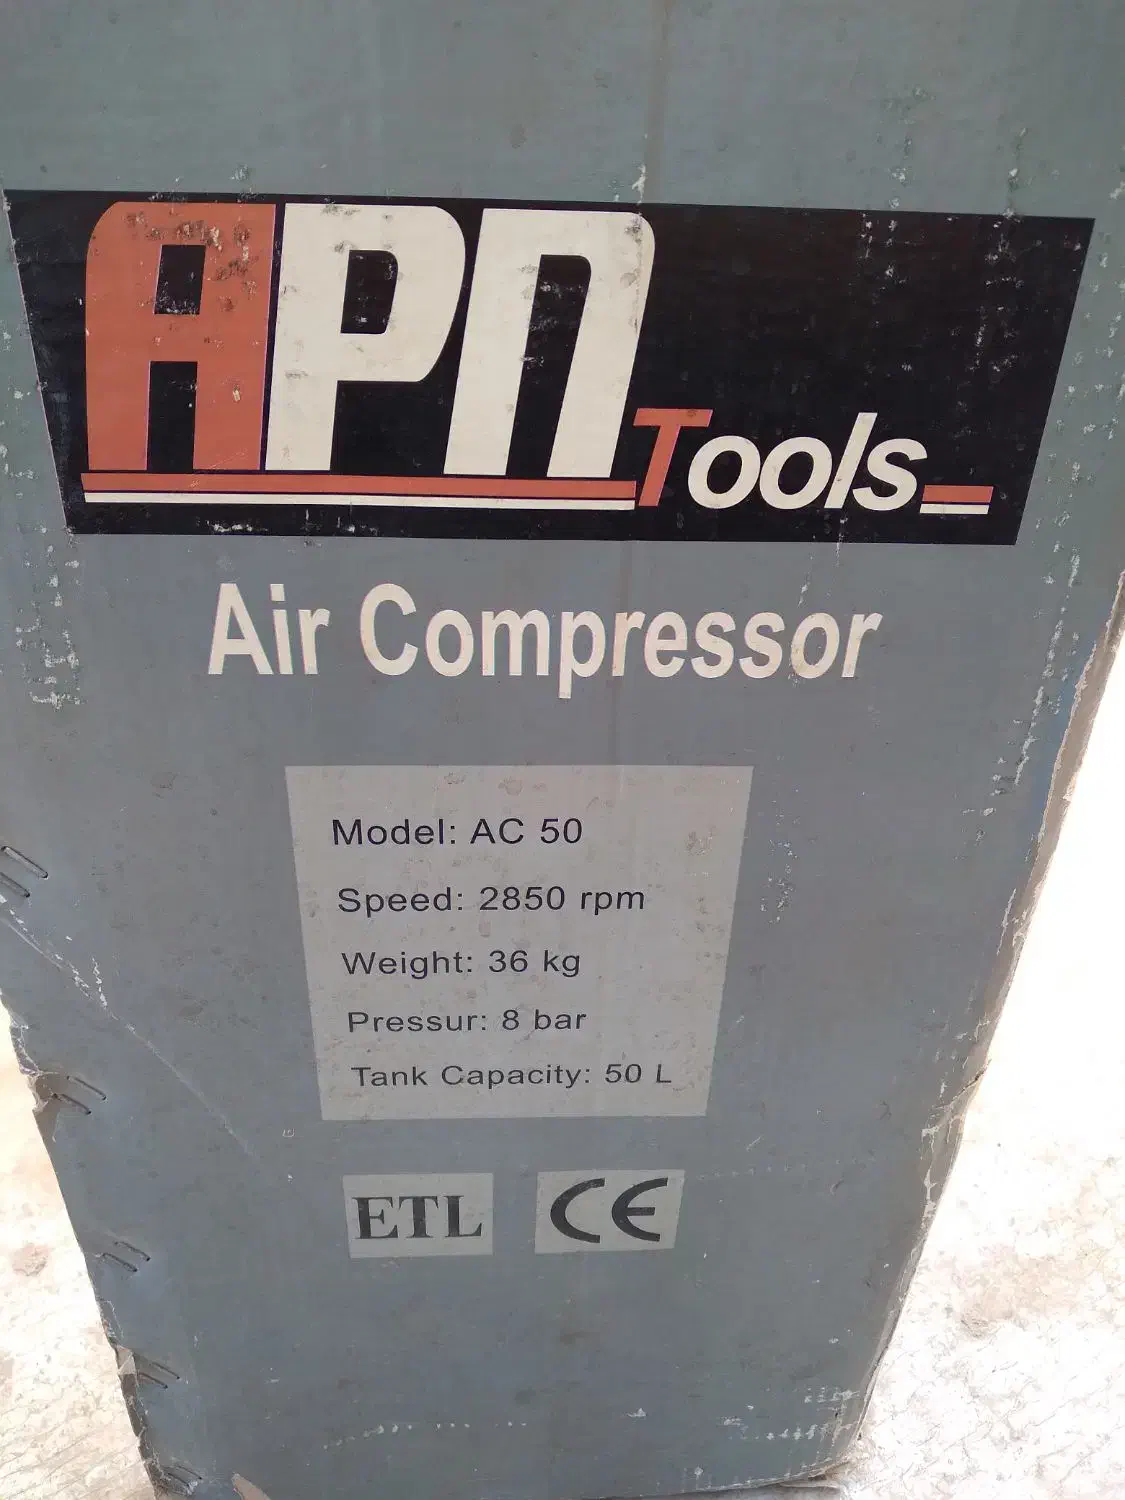 APN Tools
Air Compressor
Model: AC 50
Speed: 2850 rpm
Weight: 36 kg
Pressur: 8 bar
Tank Capacity: 50 L
ETL CE